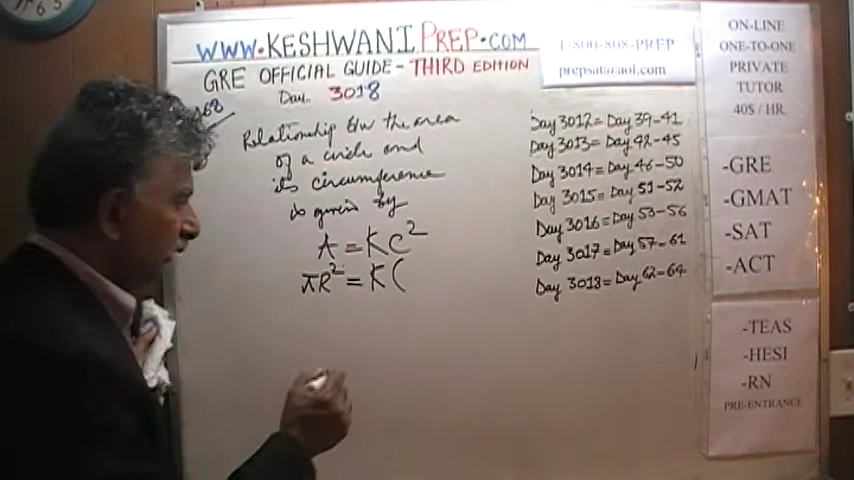 WWW.KESHWANIPREP.COM
GRE OFFICIAL GUIDE - THIRD EDITION
Day 3018
68
Relationship b/w the area
of a circle and
its circumference
is given by
A = KC²
πR² = K(
1-800-808-PREP
prepsat@aol.com
Day 3012 = Day 39-41
Day 3013 = Day 42-45
Day 3014 = Day 46-50
Day 3015 = Day 51-52
Day 3016 = Day 53-56
Day 3017 = Day 57-61
Day 3018 = Day 62-64
ON-LINE
ONE-TO-ONE
PRIVATE
TUTOR
40$ / HR.
-GRE
-GMAT
-SAT
-ACT
-TEAS
-HESI
-RN
PRE-ENTRANCE